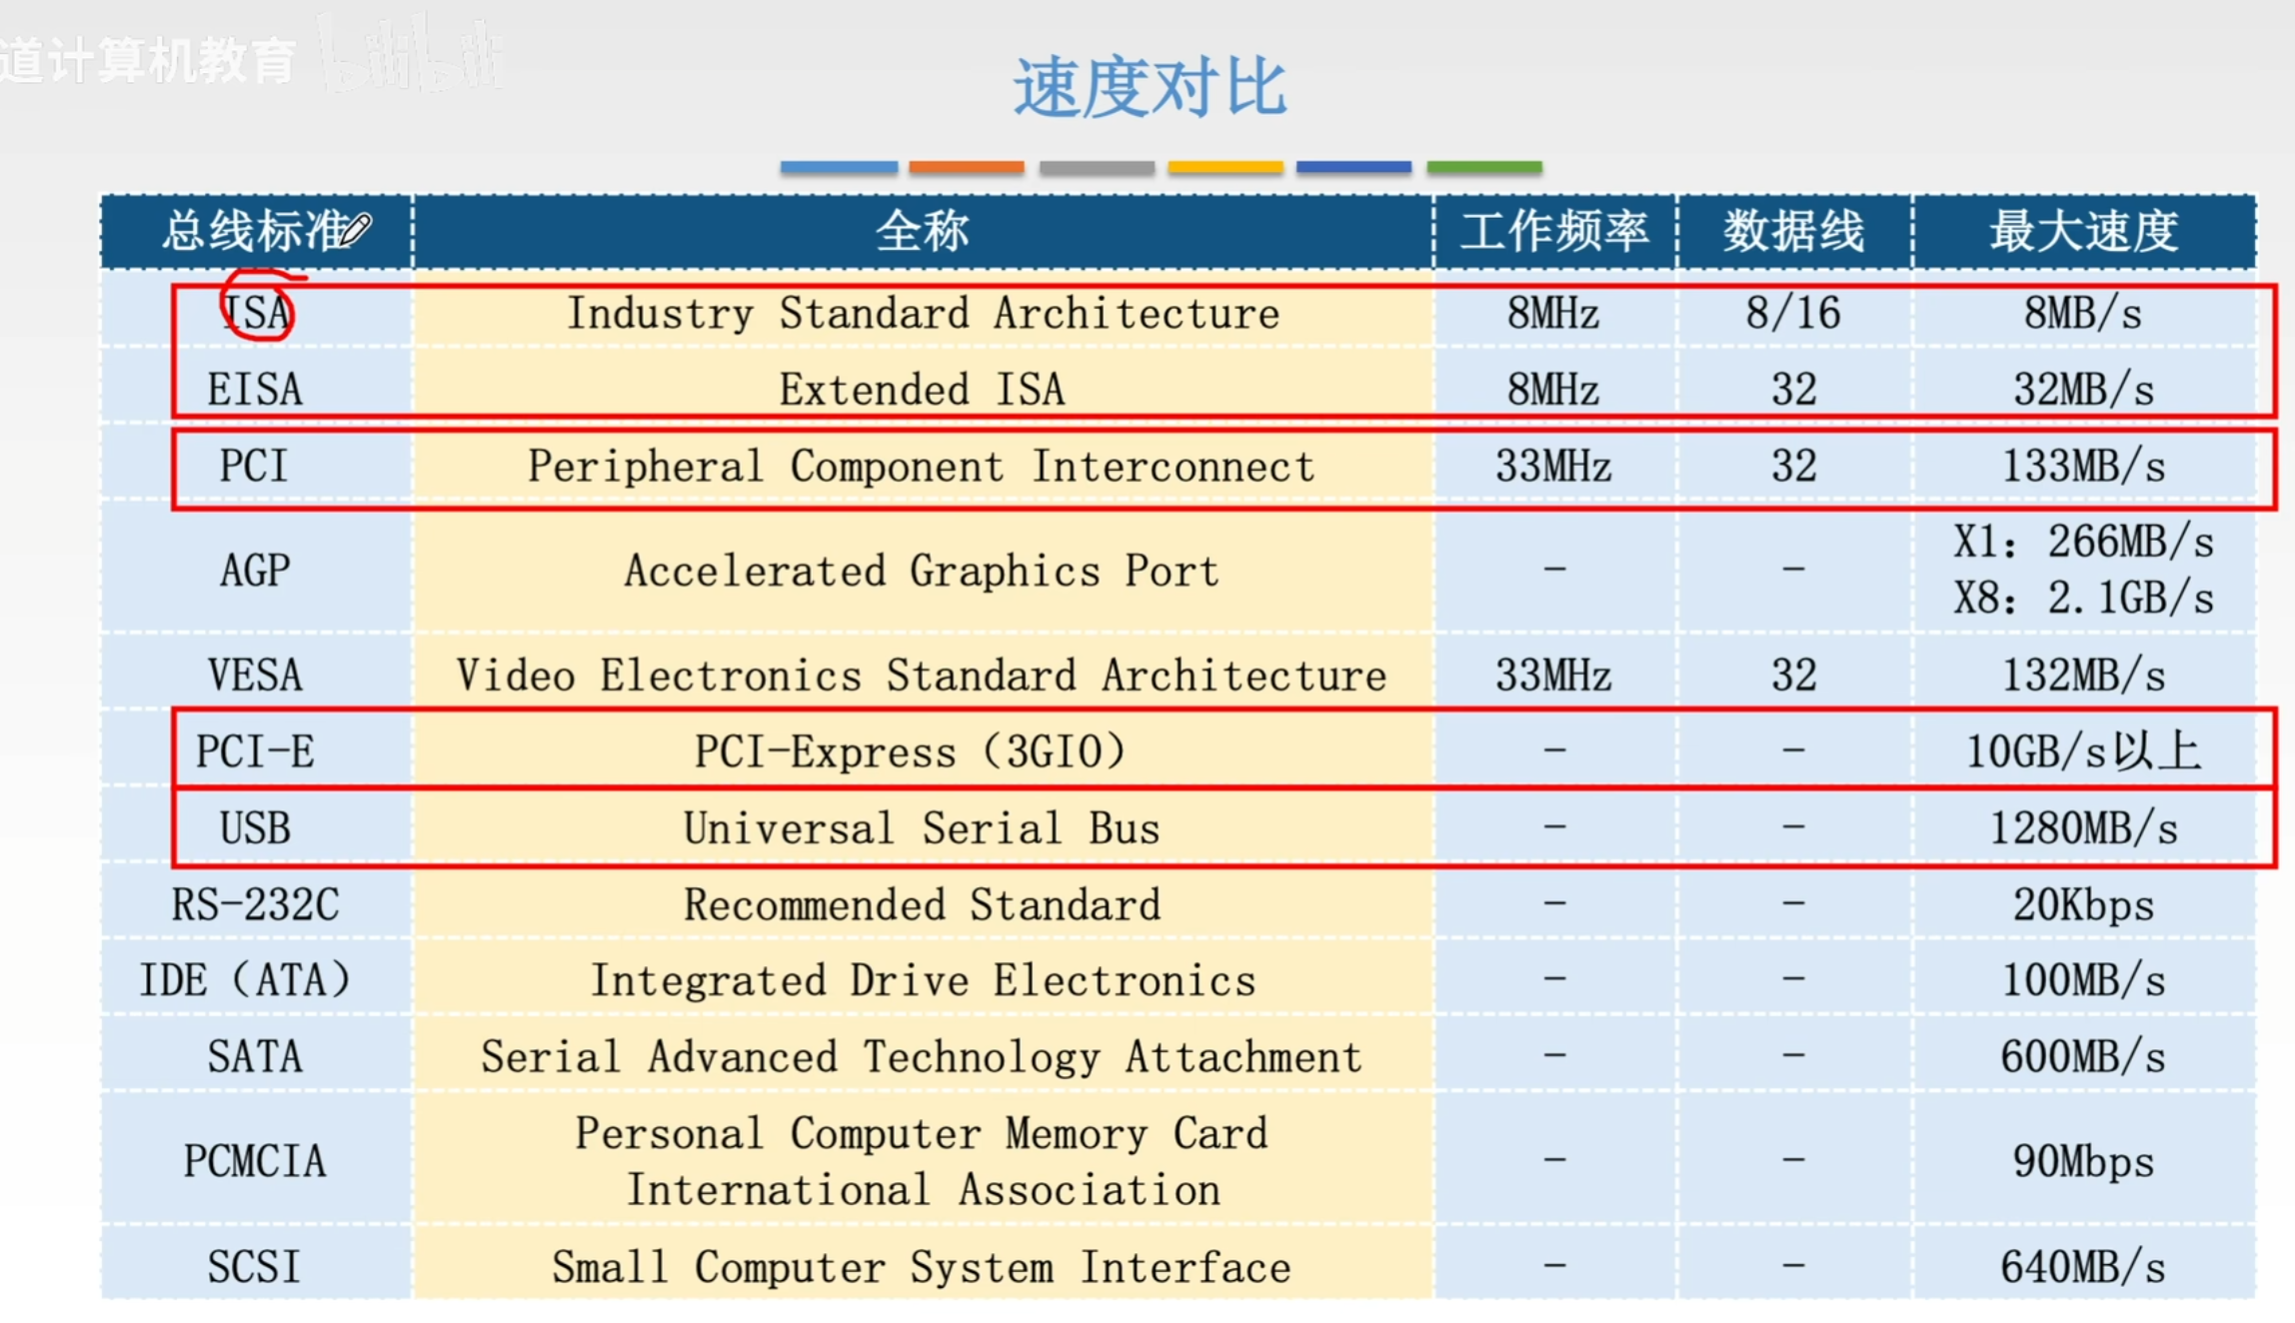 道计算机教育 bilibili
速度对比
总线标准 全称 工作频率 数据线 最大速度
ISA Industry Standard Architecture 8MHz 8/16 8MB/s
EISA Extended ISA 8MHz 32 32MB/s
PCI Peripheral Component Interconnect 33MHz 32 133MB/s
AGP Accelerated Graphics Port - - X1：266MB/s
X8：2.1GB/s
VESA Video Electronics Standard Architecture 33MHz 32 132MB/s
PCI-E PCI-Express（3GIO） - - 10GB/s以上
USB Universal Serial Bus - - 1280MB/s
RS-232C Recommended Standard - - 20Kbps
IDE（ATA） Integrated Drive Electronics - - 100MB/s
SATA Serial Advanced Technology Attachment - - 600MB/s
PCMCIA Personal Computer Memory Card
International Association - - 90Mbps
SCSI Small Computer System Interface - - 640MB/s